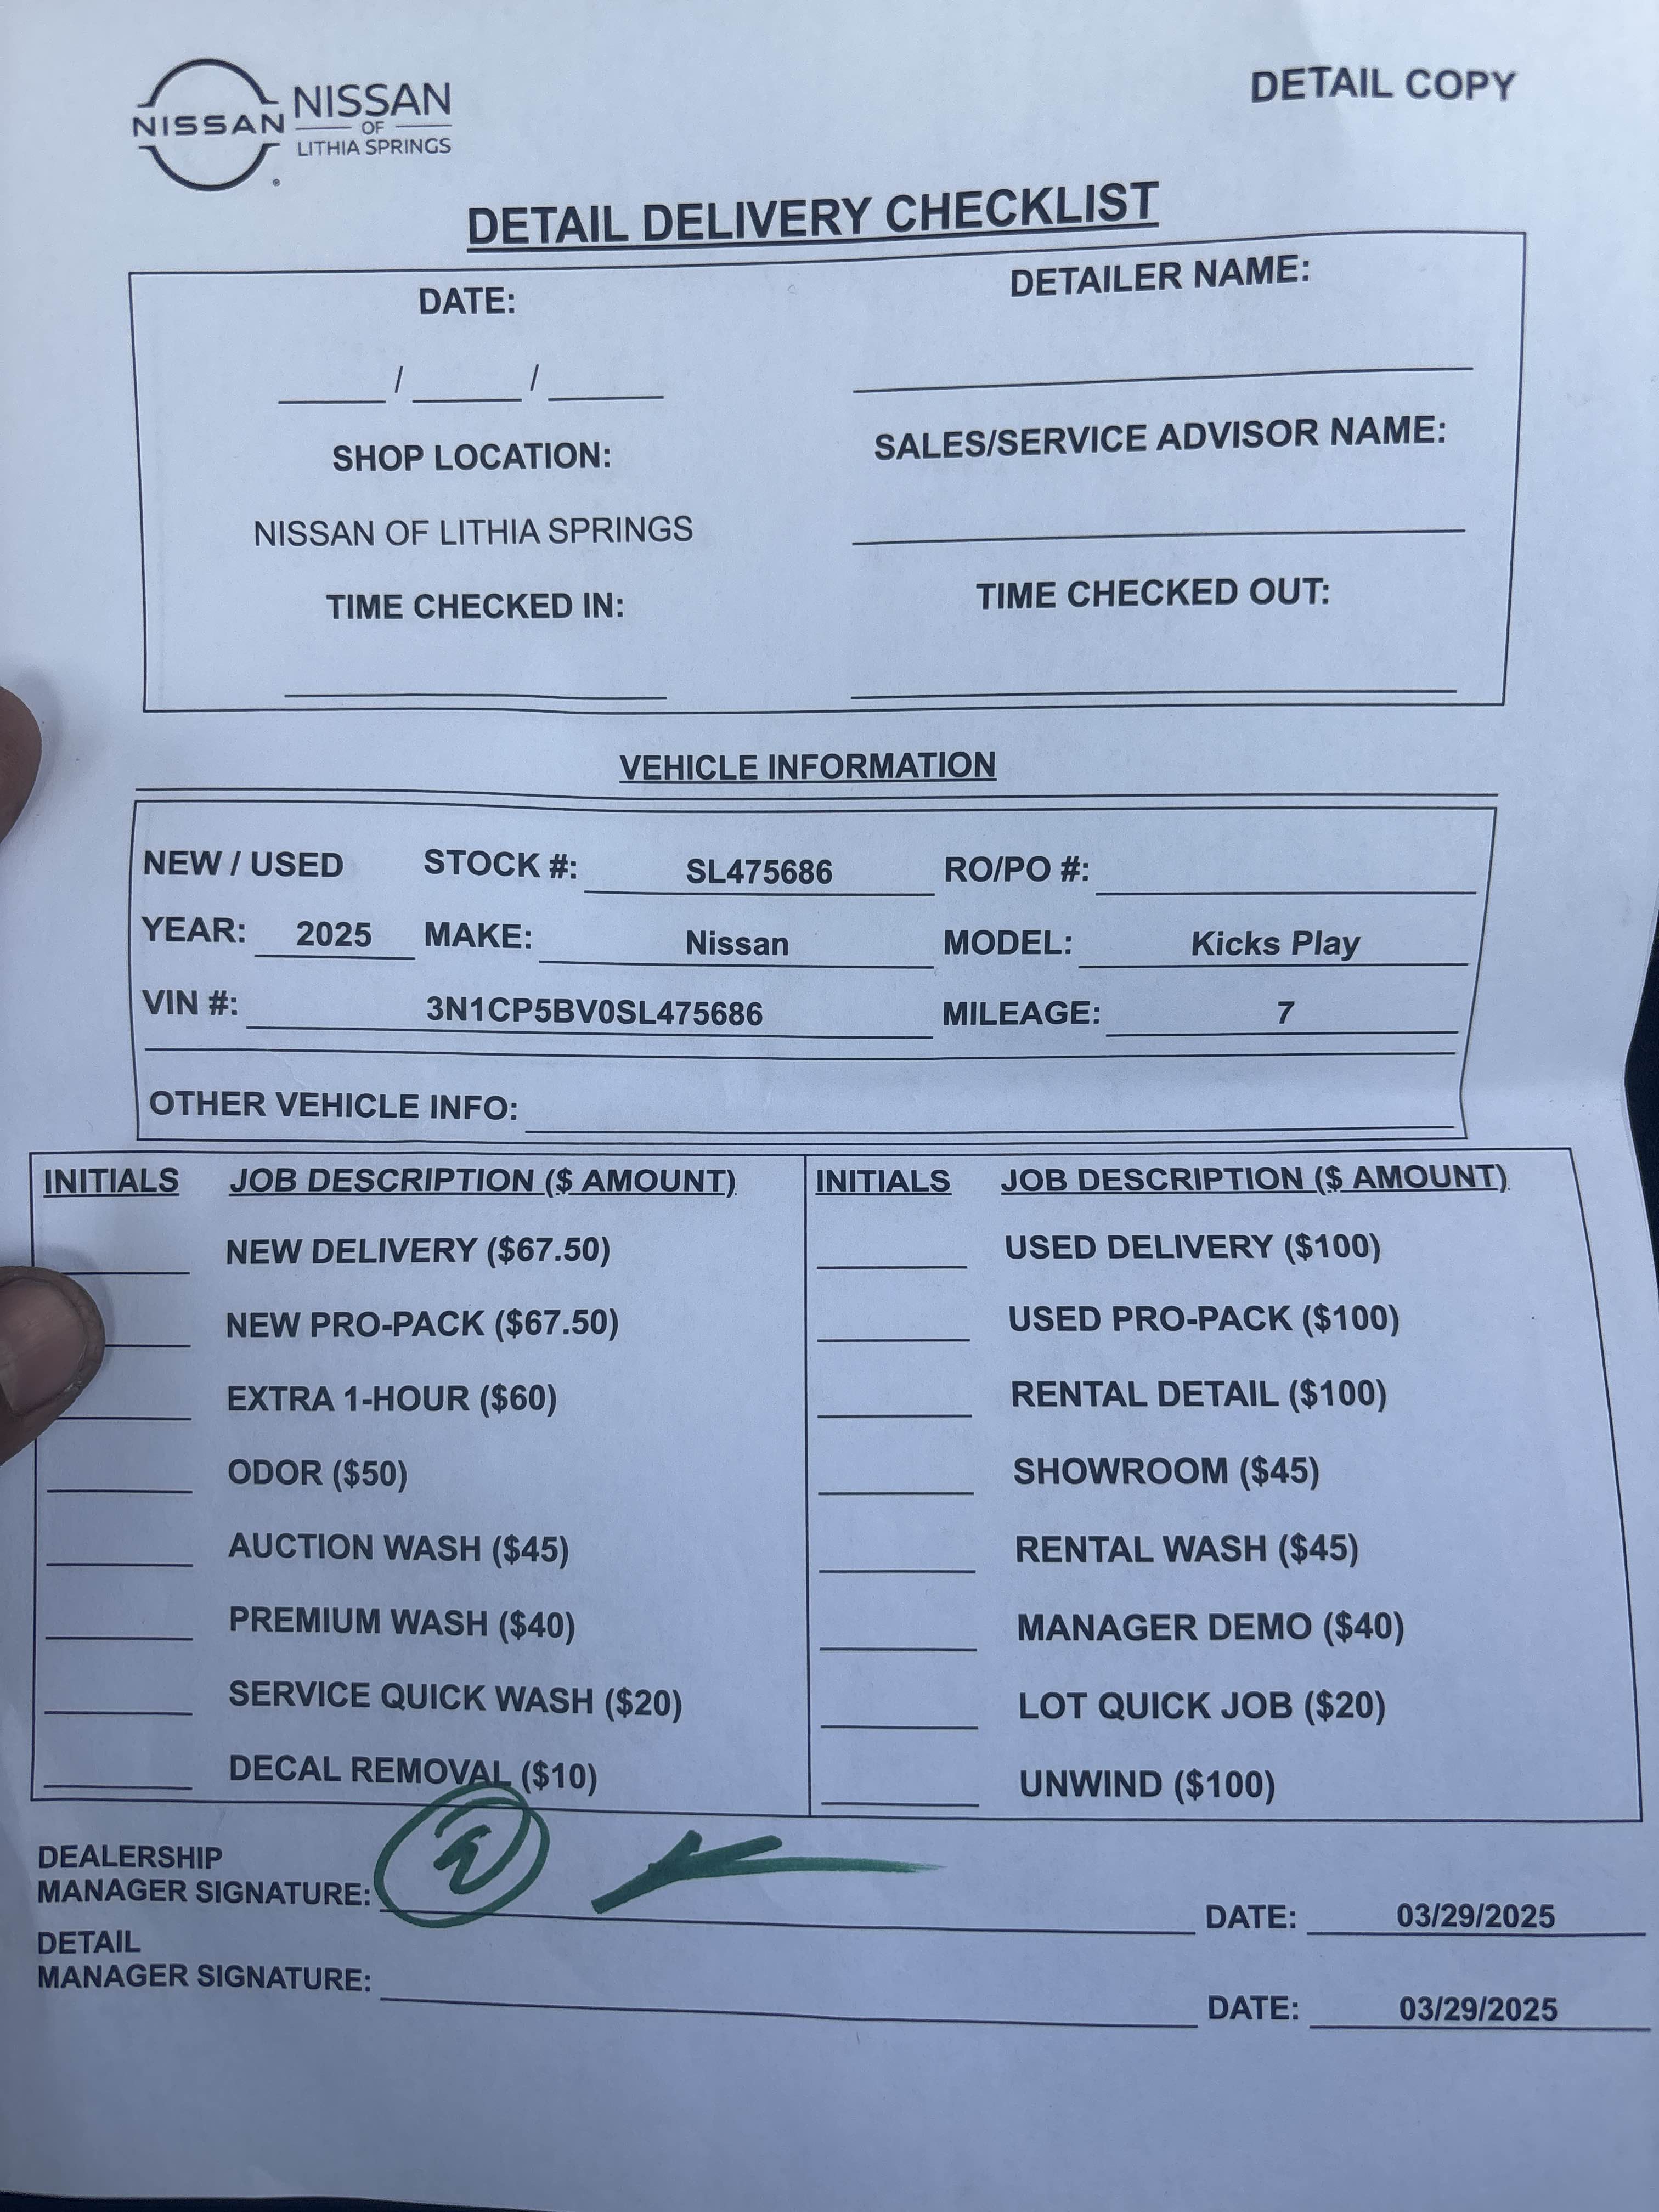 NISSAN
NISSAN
OF
LITHIA SPRINGS
DETAIL COPY
DETAIL DELIVERY CHECKLIST
DATE:
DETAILER NAME:
____ / ____ / ____
SHOP LOCATION:
SALES/SERVICE ADVISOR NAME:
NISSAN OF LITHIA SPRINGS
TIME CHECKED IN:
TIME CHECKED OUT:
VEHICLE INFORMATION
NEW / USED STOCK #: SL475686 RO/PO #:
YEAR: 2025 MAKE: Nissan MODEL: Kicks Play
VIN #: 3N1CP5BV0SL475686 MILEAGE: 7
OTHER VEHICLE INFO:
INITIALS JOB DESCRIPTION ($ AMOUNT) INITIALS JOB DESCRIPTION ($ AMOUNT)
NEW DELIVERY ($67.50) USED DELIVERY ($100)
NEW PRO-PACK ($67.50) USED PRO-PACK ($100)
EXTRA 1-HOUR ($60) RENTAL DETAIL ($100)
ODOR ($50) SHOWROOM ($45)
AUCTION WASH ($45) RENTAL WASH ($45)
PREMIUM WASH ($40) MANAGER DEMO ($40)
SERVICE QUICK WASH ($20) LOT QUICK JOB ($20)
DECAL REMOVAL ($10) UNWIND ($100)
DEALERSHIP
MANAGER SIGNATURE: DATE: 03/29/2025
DETAIL
MANAGER SIGNATURE: DATE: 03/29/2025